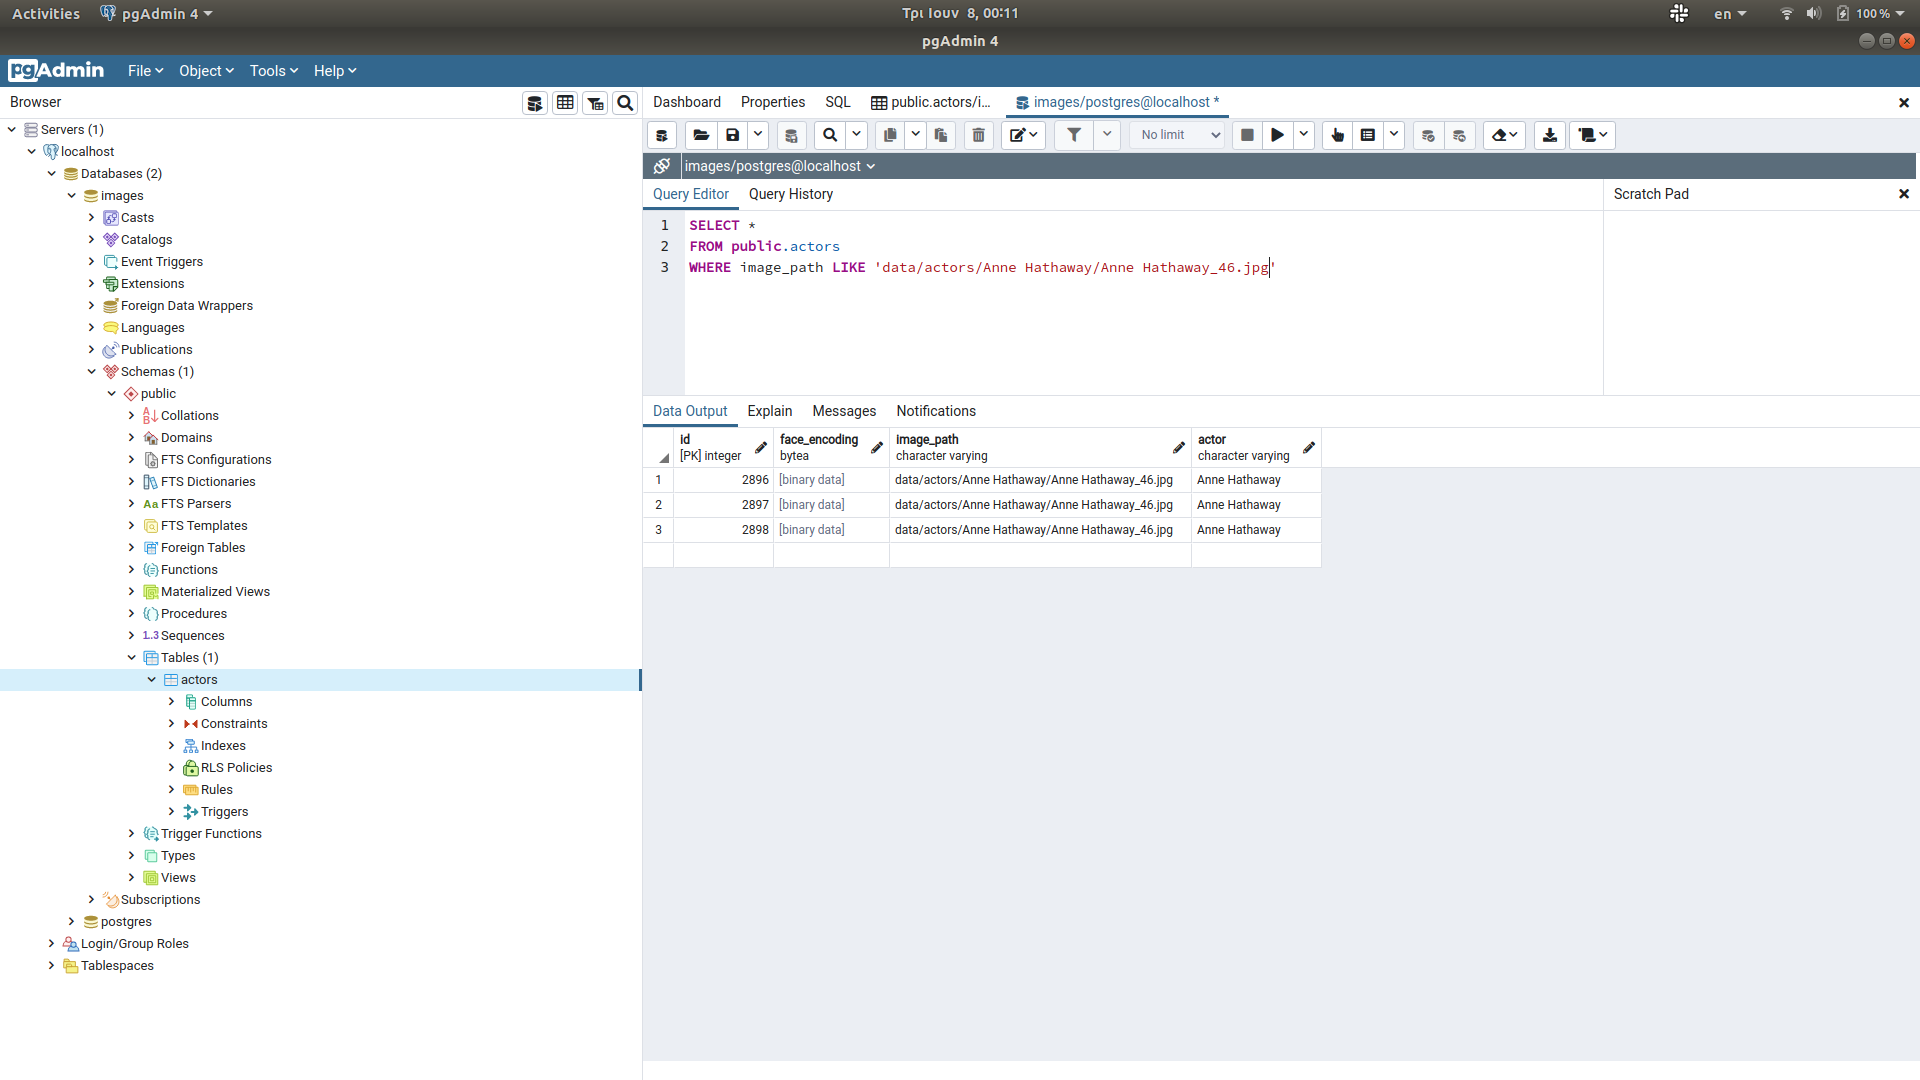 Activities pgAdmin 4 Τρι Ιουν 8, 00:11 en 100 %
pgAdmin 4
pgAdmin File Object Tools Help
Browser
Dashboard Properties SQL public.actors/i... images/postgres@localhost *
No limit
images/postgres@localhost
Query Editor Query History Scratch Pad
1 SELECT *
2 FROM public.actors
3 WHERE image_path LIKE 'data/actors/Anne Hathaway/Anne Hathaway_46.jpg'
Data Output Explain Messages Notifications
id face_encoding image_path actor
[PK] integer bytea character varying character varying
1 2896 [binary data] data/actors/Anne Hathaway/Anne Hathaway_46.jpg Anne Hathaway
2 2897 [binary data] data/actors/Anne Hathaway/Anne Hathaway_46.jpg Anne Hathaway
3 2898 [binary data] data/actors/Anne Hathaway/Anne Hathaway_46.jpg Anne Hathaway
Servers (1)
localhost
Databases (2)
images
Casts
Catalogs
Event Triggers
Extensions
Foreign Data Wrappers
Languages
Publications
Schemas (1)
public
Collations
Domains
FTS Configurations
FTS Dictionaries
Aa FTS Parsers
FTS Templates
Foreign Tables
Functions
Materialized Views
Procedures
1..3 Sequences
Tables (1)
actors
Columns
Constraints
Indexes
RLS Policies
Rules
Triggers
Trigger Functions
Types
Views
Subscriptions
postgres
Login/Group Roles
Tablespaces